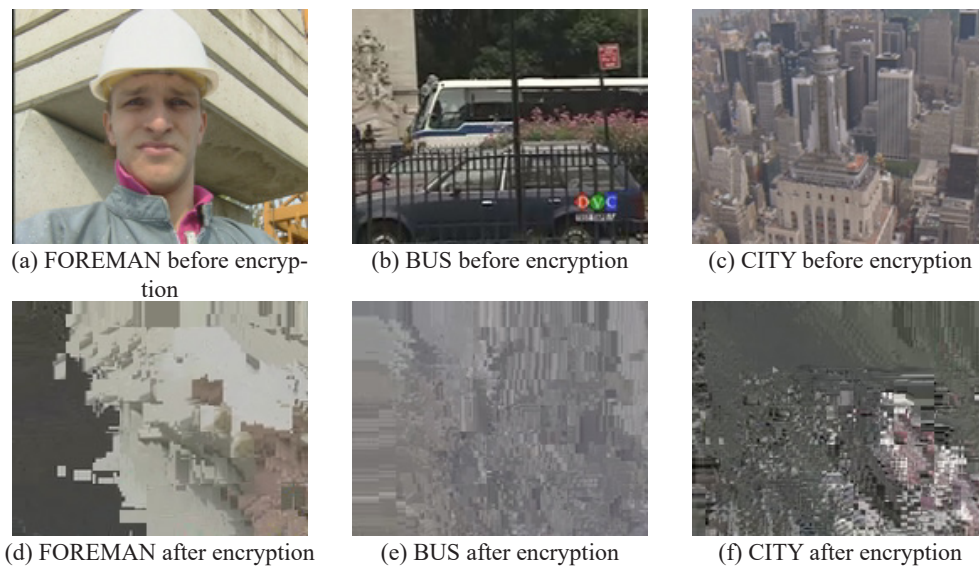 DVC
(a) FOREMAN before encryp-
tion
(b) BUS before encryption
(c) CITY before encryption
(d) FOREMAN after encryption
(e) BUS after encryption
(f) CITY after encryption